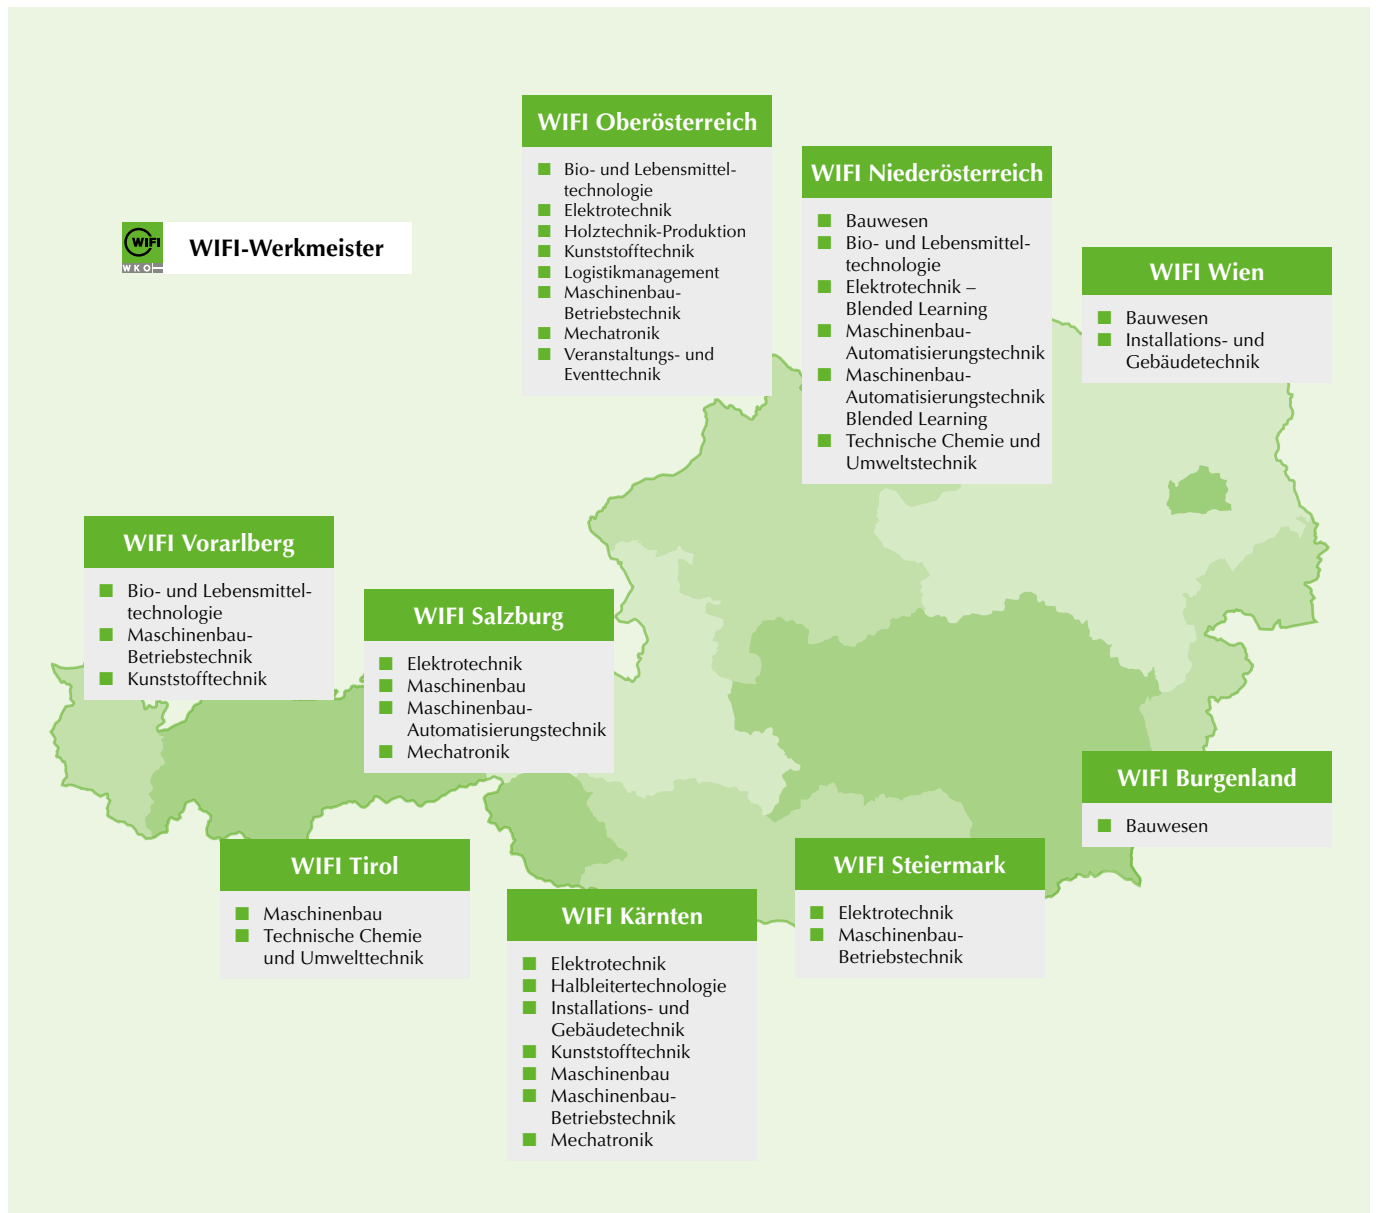 WIFI Oberösterreich
Bio- und Lebensmittel-
technologie
Elektrotechnik
Holztechnik-Produktion
Kunststofftechnik
Logistikmanagement
Maschinenbau-
Betriebstechnik
Mechatronik
Veranstaltungs- und
Eventtechnik
WIFI Niederösterreich
Bauwesen
Bio- und Lebensmittel-
technologie
Elektrotechnik –
Blended Learning
Maschinenbau-
Automatisierungstechnik
Maschinenbau-
Automatisierungstechnik
Blended Learning
Technische Chemie und
Umweltstechnik
WIFI
WKO
WIFI-Werkmeister
WIFI Wien
Bauwesen
Installations- und
Gebäudetechnik
WIFI Vorarlberg
Bio- und Lebensmittel-
technologie
Maschinenbau-
Betriebstechnik
Kunststofftechnik
WIFI Salzburg
Elektrotechnik
Maschinenbau
Maschinenbau-
Automatisierungstechnik
Mechatronik
WIFI Burgenland
Bauwesen
WIFI Tirol
Maschinenbau
Technische Chemie
und Umwelttechnik
WIFI Kärnten
Elektrotechnik
Halbleitertechnologie
Installations- und
Gebäudetechnik
Kunststofftechnik
Maschinenbau
Maschinenbau-
Betriebstechnik
Mechatronik
WIFI Steiermark
Elektrotechnik
Maschinenbau-
Betriebstechnik